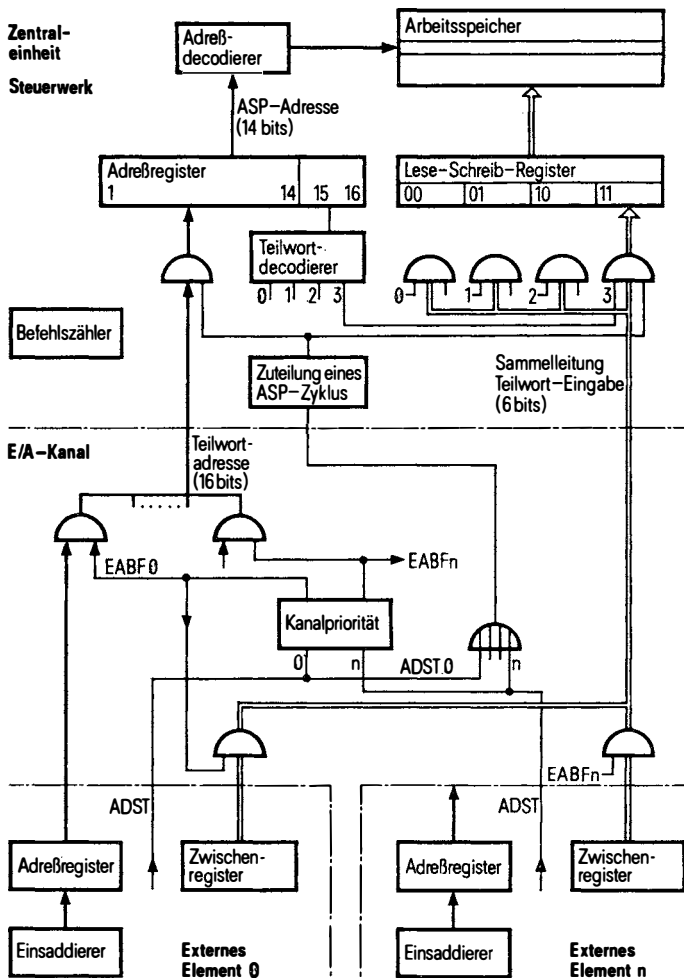 Zentral-
einheit
Steuerwerk
Adreß-
decodierer
Arbeitsspeicher
ASP-Adresse
(14 bits)
Adreßregister
1 14 15 16
Lese-Schreib-Register
00 01 10 11
Teilwort-
decodierer
0 1 2 3
0 1 2 3
Befehlszähler
Zuteilung eines
ASP-Zyklus
Sammelleitung
Teilwort-Eingabe
(6 bits)
E/A-Kanal
Teilwort-
adresse
(16 bits)
EABF 0
EABFn
Kanalpriorität
0 n
ADST.0
n
EABFn
ADST
ADST
Adreßregister
Zwischen-
register
Adreßregister
Zwischen-
register
Einsaddierer
Externes
Element 0
Einsaddierer
Externes
Element n